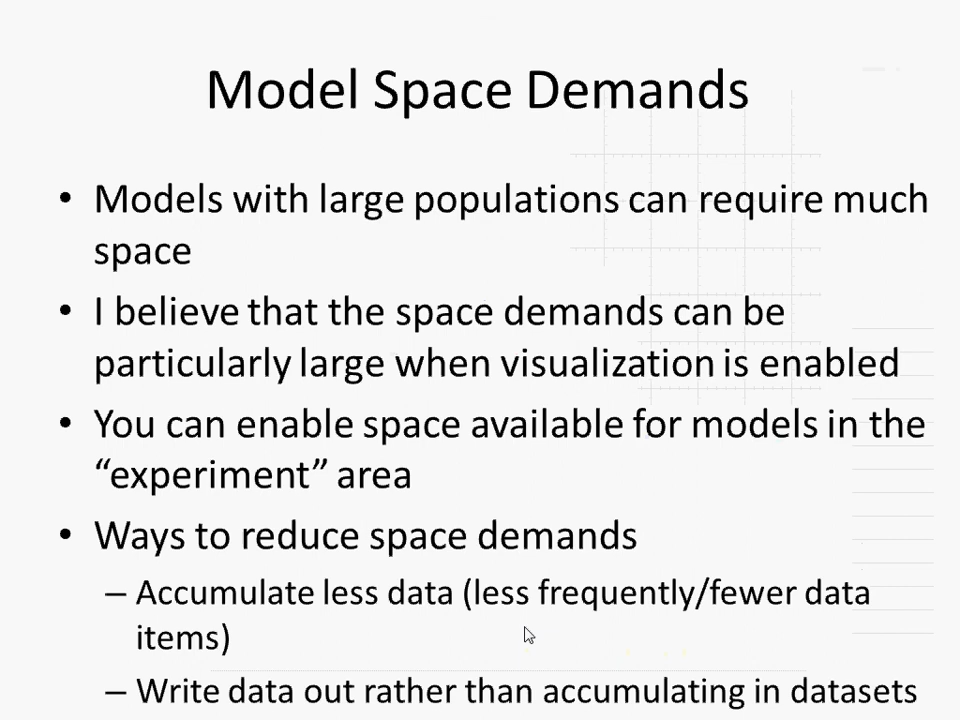 Model Space Demands
• Models with large populations can require much
space
• I believe that the space demands can be
particularly large when visualization is enabled
• You can enable space available for models in the
“experiment” area
• Ways to reduce space demands
– Accumulate less data (less frequently/fewer data
items)
– Write data out rather than accumulating in datasets